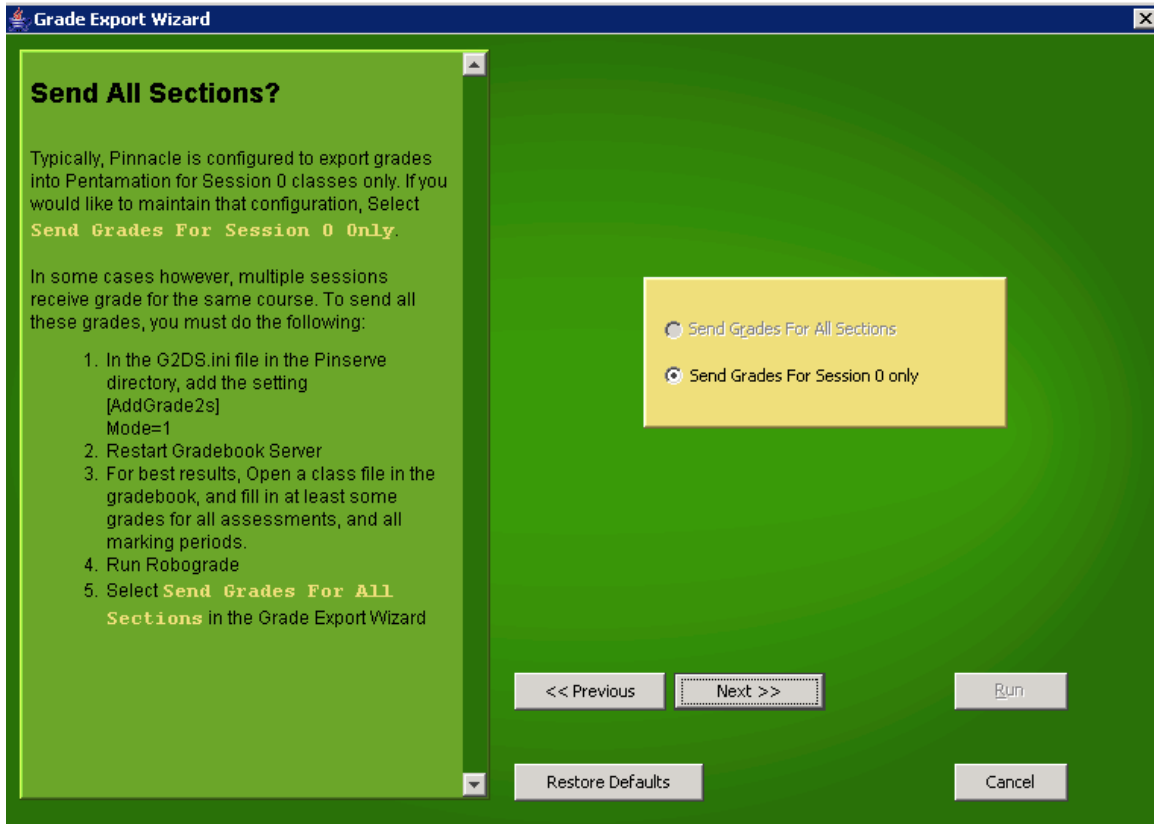 Grade Export Wizard
Send All Sections?
Typically, Pinnacle is configured to export grades
into Pentamation for Session 0 classes only. If you
would like to maintain that configuration, Select
Send Grades For Session 0 Only.
In some cases however, multiple sessions
receive grade for the same course. To send all
these grades, you must do the following:
1. In the G2DS.ini file in the Pinserve
directory, add the setting
[AddGrade2s]
Mode=1
2. Restart Gradebook Server
3. For best results, Open a class file in the
gradebook, and fill in at least some
grades for all assessments, and all
marking periods.
4. Run Robograde
5. Select Send Grades For All
Sections in the Grade Export Wizard
Send Grades For All Sections
Send Grades For Session 0 only
<< Previous
Next >>
Run
Restore Defaults
Cancel